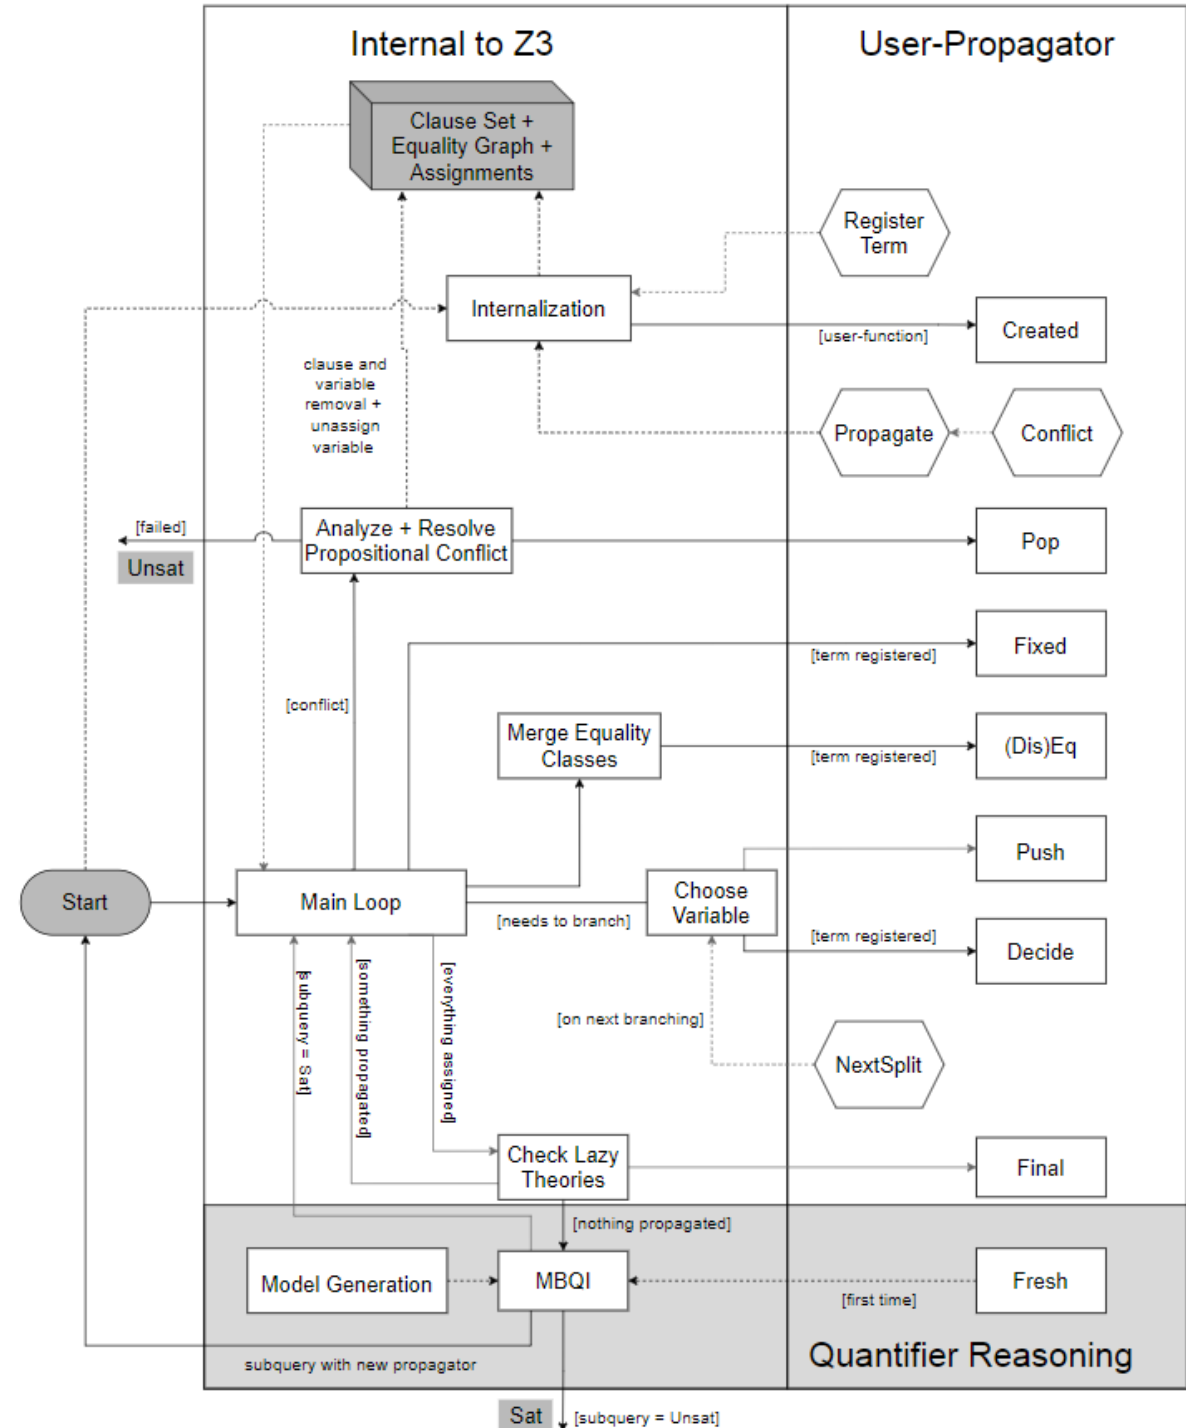 Internal to Z3
User-Propagator
Clause Set +
Equality Graph +
Assignments
Register
Term
Internalization
[user-function]
Created
clause and
variable
removal +
unassign
variable
Propagate
Conflict
[failed]
Unsat
Analyze + Resolve
Propositional Conflict
Pop
[term registered]
Fixed
[conflict]
Merge Equality
Classes
[term registered]
(Dis)Eq
Push
Start
Main Loop
[needs to branch]
Choose
Variable
[term registered]
Decide
[subquery = Sat]
[something propagated]
[everything assigned]
[on next branching]
NextSplit
Check Lazy
Theories
Final
[nothing propagated]
Model Generation
MBQI
[first time]
Fresh
subquery with new propagator
Quantifier Reasoning
Sat
[subquery = Unsat]